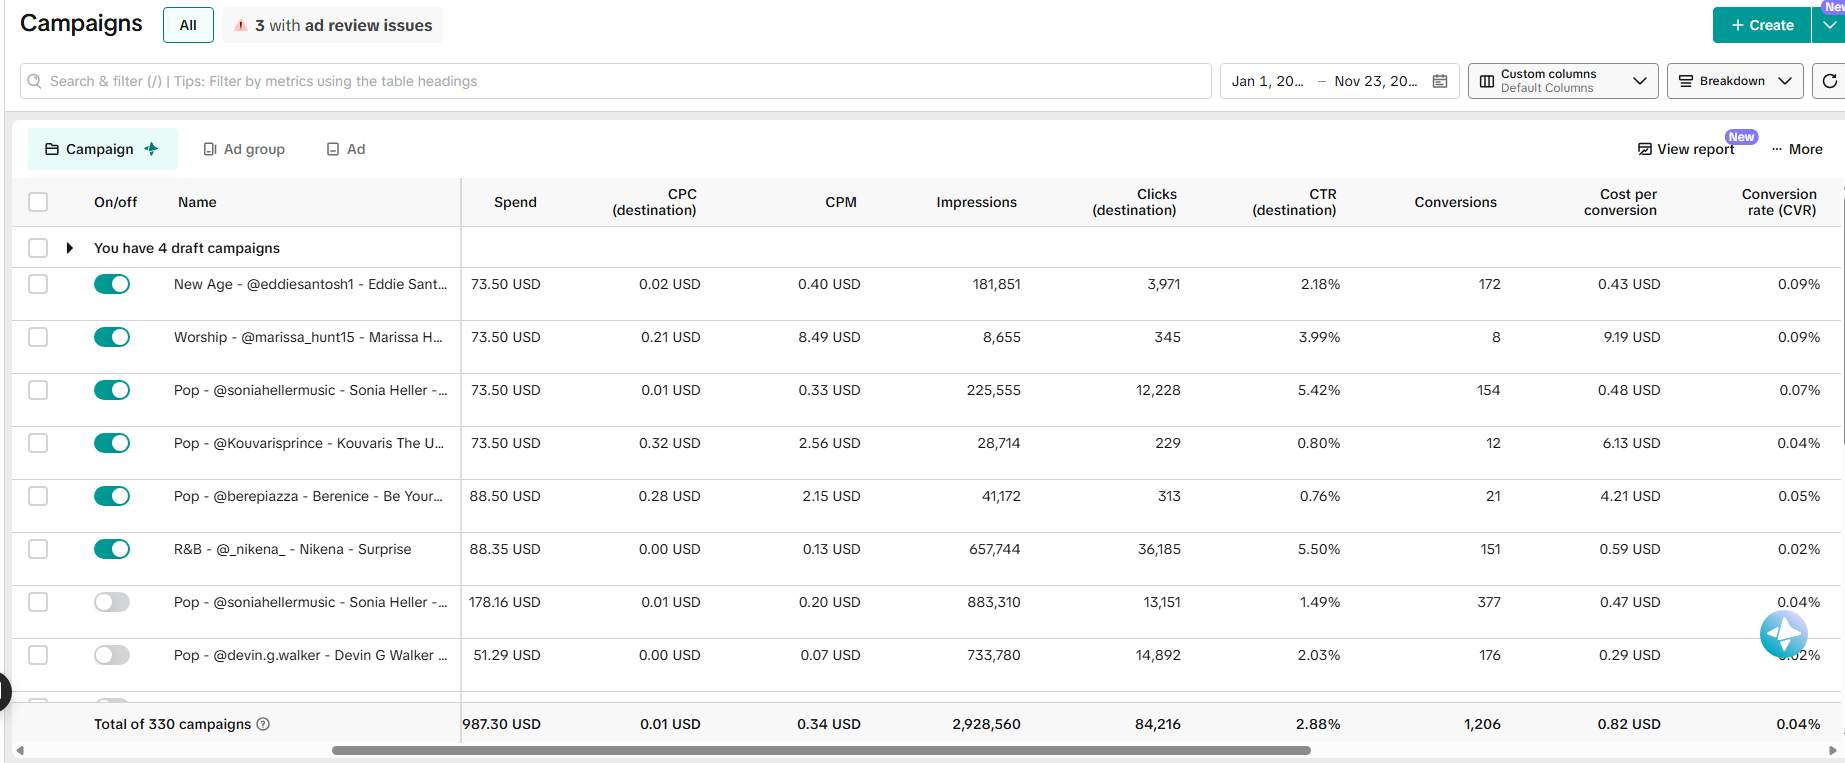 Campaigns
All
3 with ad review issues
New
+ Create
Search & filter (/) | Tips: Filter by metrics using the table headings
Jan 1, 20... – Nov 23, 20...
Custom columns
Default Columns
Breakdown
Campaign
Ad group
Ad
View report
New
··· More
On/off Name Spend CPC (destination) CPM Impressions Clicks (destination) CTR (destination) Conversions Cost per conversion Conversion rate (CVR)
You have 4 draft campaigns
New Age - @eddiesantosh1 - Eddie Sant... 73.50 USD 0.02 USD 0.40 USD 181,851 3,971 2.18% 172 0.43 USD 0.09%
Worship - @marissa_hunt15 - Marissa H... 73.50 USD 0.21 USD 8.49 USD 8,655 345 3.99% 8 9.19 USD 0.09%
Pop - @soniahellermusic - Sonia Heller -... 73.50 USD 0.01 USD 0.33 USD 225,555 12,228 5.42% 154 0.48 USD 0.07%
Pop - @Kouvarisprince - Kouvaris The U... 73.50 USD 0.32 USD 2.56 USD 28,714 229 0.80% 12 6.13 USD 0.04%
Pop - @berepiazza - Berenice - Be Your... 88.50 USD 0.28 USD 2.15 USD 41,172 313 0.76% 21 4.21 USD 0.05%
R&B - @_nikena_ - Nikena - Surprise 88.35 USD 0.00 USD 0.13 USD 657,744 36,185 5.50% 151 0.59 USD 0.02%
Pop - @soniahellermusic - Sonia Heller -... 178.16 USD 0.01 USD 0.20 USD 883,310 13,151 1.49% 377 0.47 USD 0.04%
Pop - @devin.g.walker - Devin G Walker ... 51.29 USD 0.00 USD 0.07 USD 733,780 14,892 2.03% 176 0.29 USD
Total of 330 campaigns 987.30 USD 0.01 USD 0.34 USD 2,928,560 84,216 2.88% 1,206 0.82 USD 0.04%